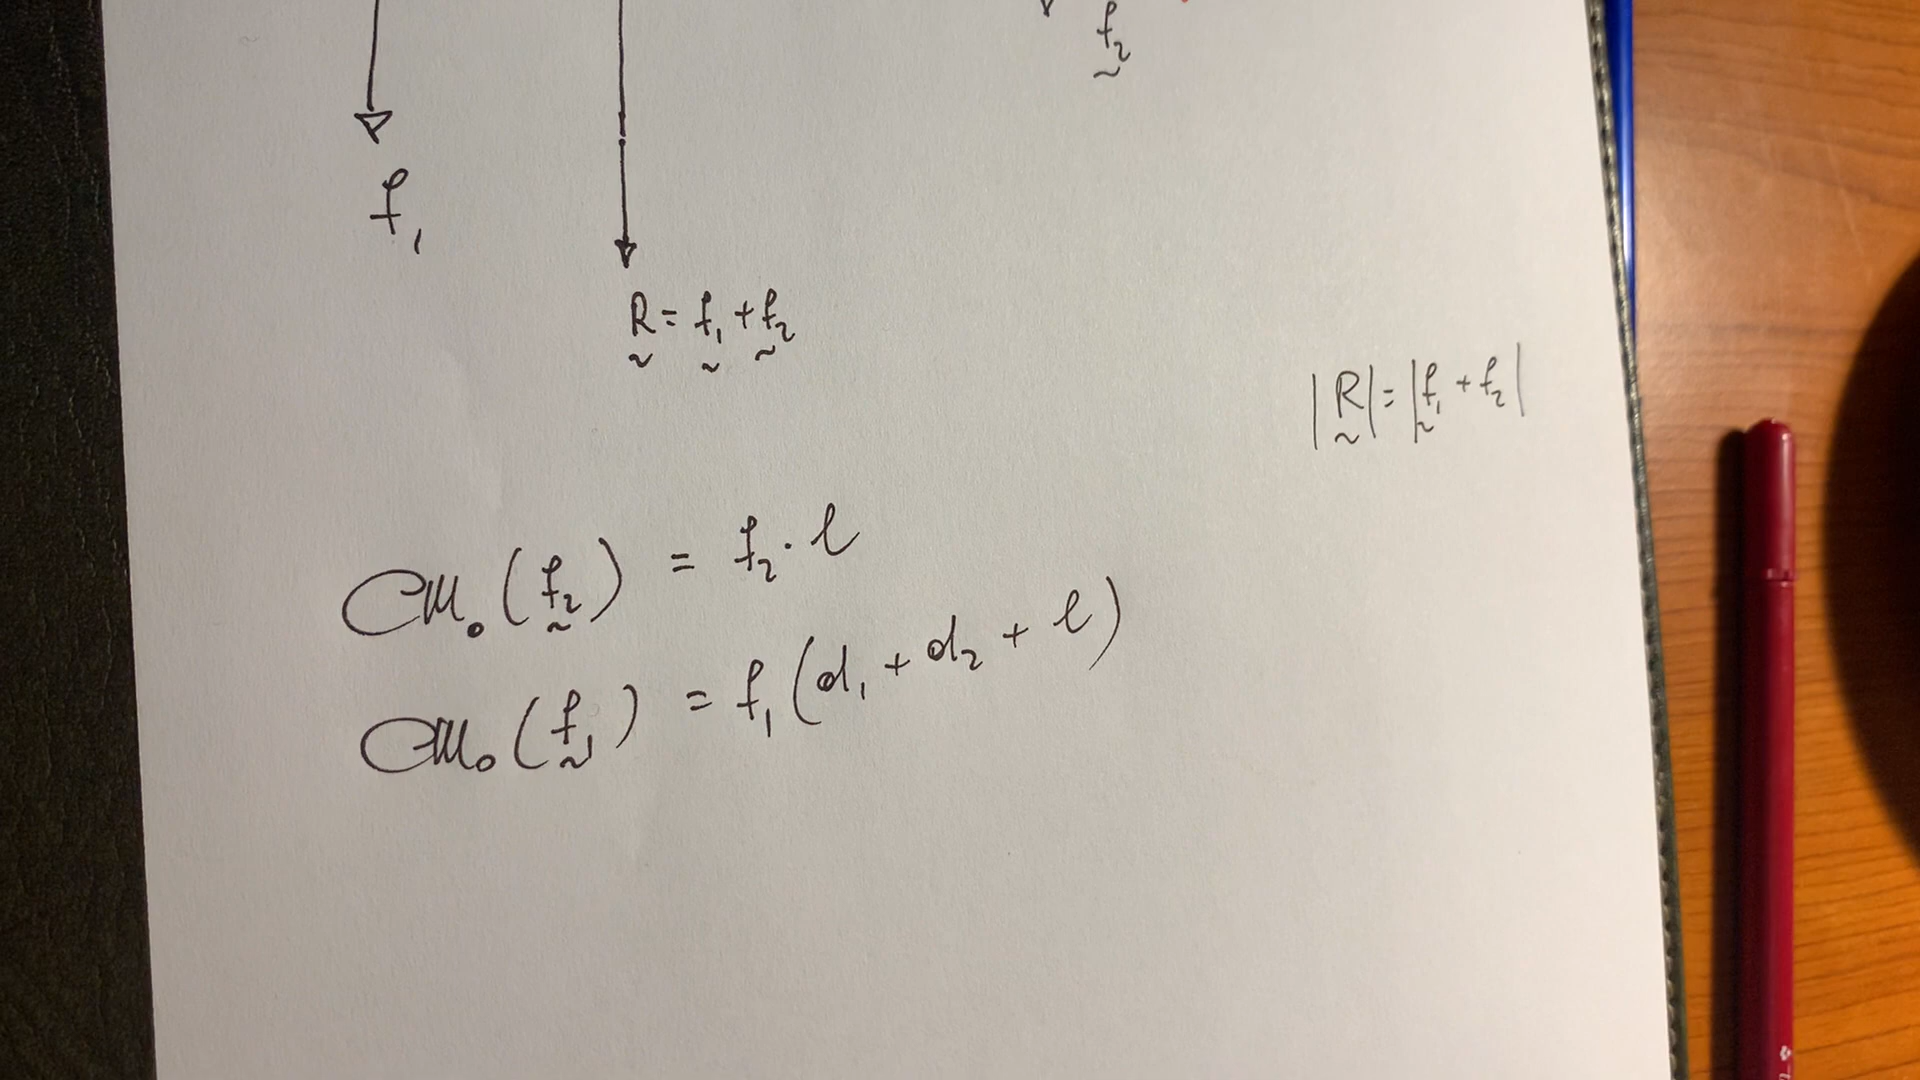 f₂
f₁
R = f₁ + f₂
|R| = |f₁ + f₂|
ℳ₀(f₂) = f₂ · l
ℳ₀(f₁) = f₁(d₁ + d₂ + l)